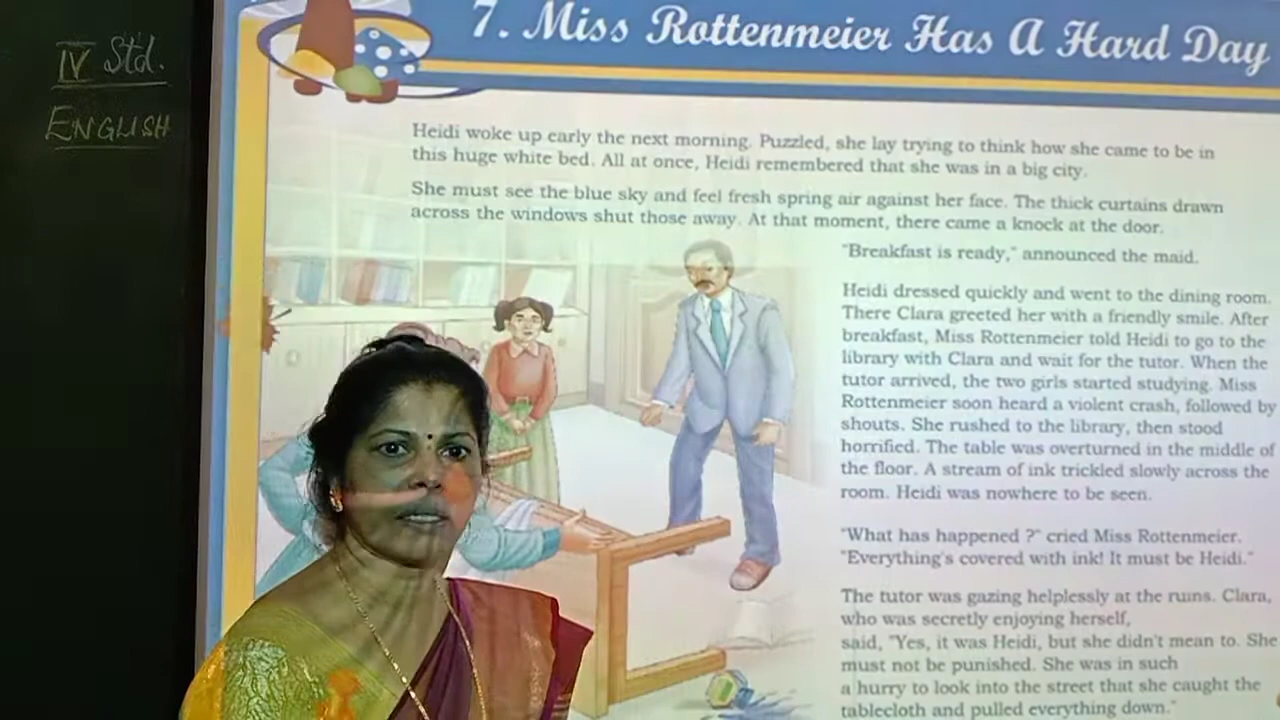 IV Std.
ENGLISH
7. Miss Rottenmeier Has A Hard Day
Heidi woke up early the next morning. Puzzled, she lay trying to think how she came to be in
this huge white bed. All at once, Heidi remembered that she was in a big city.
She must see the blue sky and feel fresh spring air against her face. The thick curtains drawn
across the windows shut those away. At that moment, there came a knock at the door.
"Breakfast is ready," announced the maid.
Heidi dressed quickly and went to the dining room.
There Clara greeted her with a friendly smile. After
breakfast, Miss Rottenmeier told Heidi to go to the
library with Clara and wait for the tutor. When the
tutor arrived, the two girls started studying. Miss
Rottenmeier soon heard a violent crash, followed by
shouts. She rushed to the library, then stood
horrified. The table was overturned in the middle of
the floor. A stream of ink trickled slowly across the
room. Heidi was nowhere to be seen.
"What has happened ?" cried Miss Rottenmeier.
"Everything's covered with ink! It must be Heidi."
The tutor was gazing helplessly at the ruins. Clara,
who was secretly enjoying herself,
said, "Yes, it was Heidi, but she didn't mean to. She
must not be punished. She was in such
a hurry to look into the street that she caught the
tablecloth and pulled everything down."